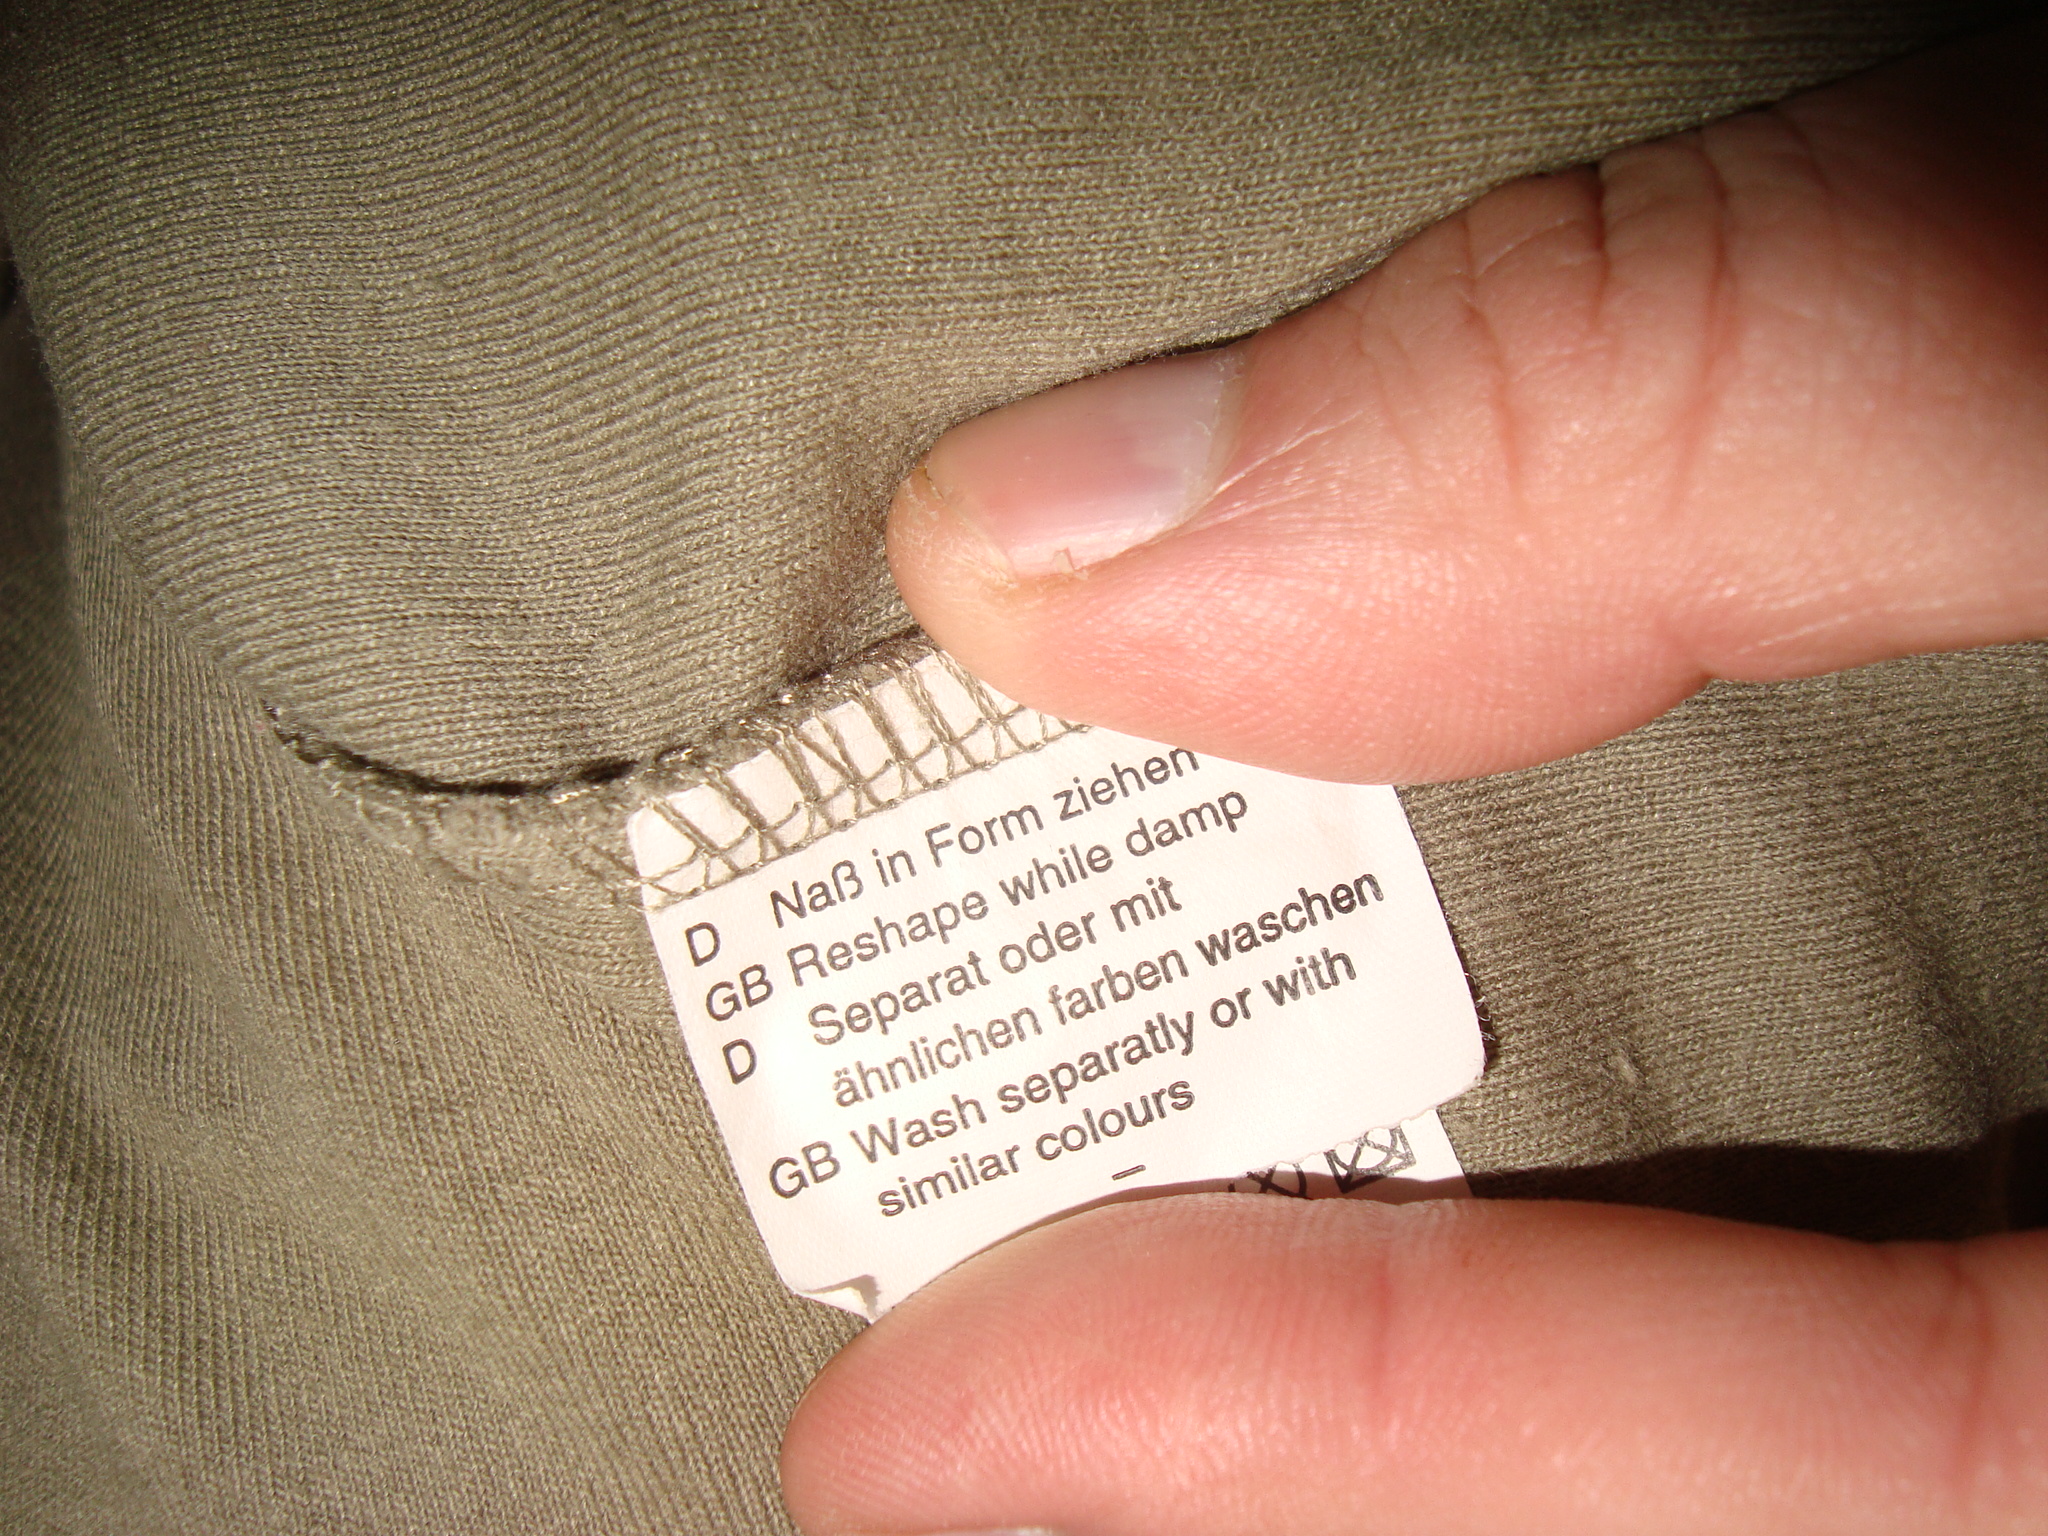 D Naß in Form ziehen
GB Reshape while damp
D Separat oder mit
ähnlichen farben waschen
GB Wash separatly or with
similar colours